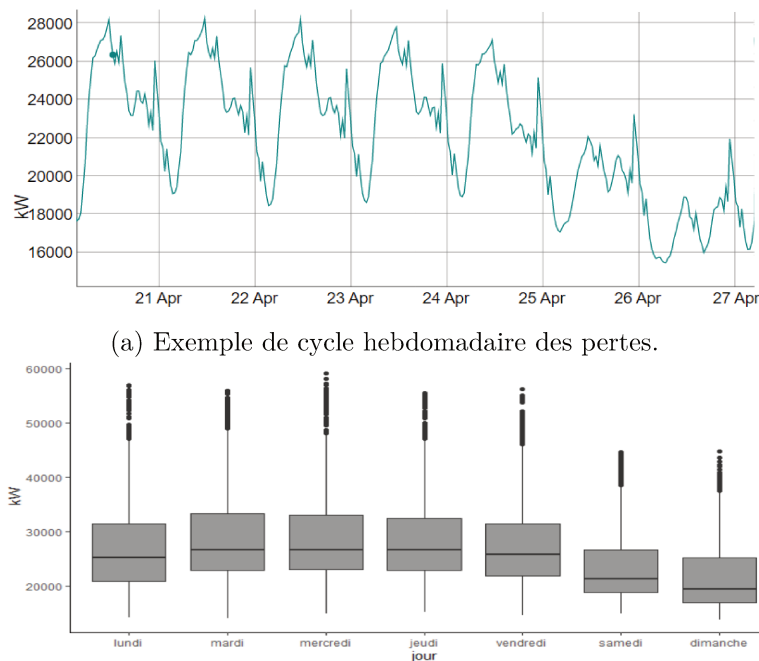 28000
26000
24000
22000
20000
18000
16000
kW
21 Apr 22 Apr 23 Apr 24 Apr 25 Apr 26 Apr 27 Apr
(a) Exemple de cycle hebdomadaire des pertes.
60000
50000
40000
30000
20000
kW
lundi mardi mercredi jeudi vendredi samedi dimanche
jour